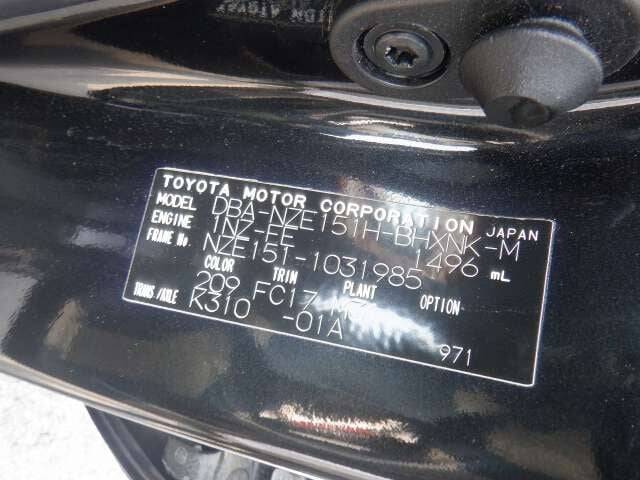 TOYOTA MOTOR CORPORATION JAPAN
MODEL DBA-NZE151H-BHXNK-M
ENGINE 1NZ-FE 1496 mL
FRAME No. NZE151-1031985
COLOR TRIM PLANT OPTION
209 FC17
TRANS/AXLE K310 -01A
971